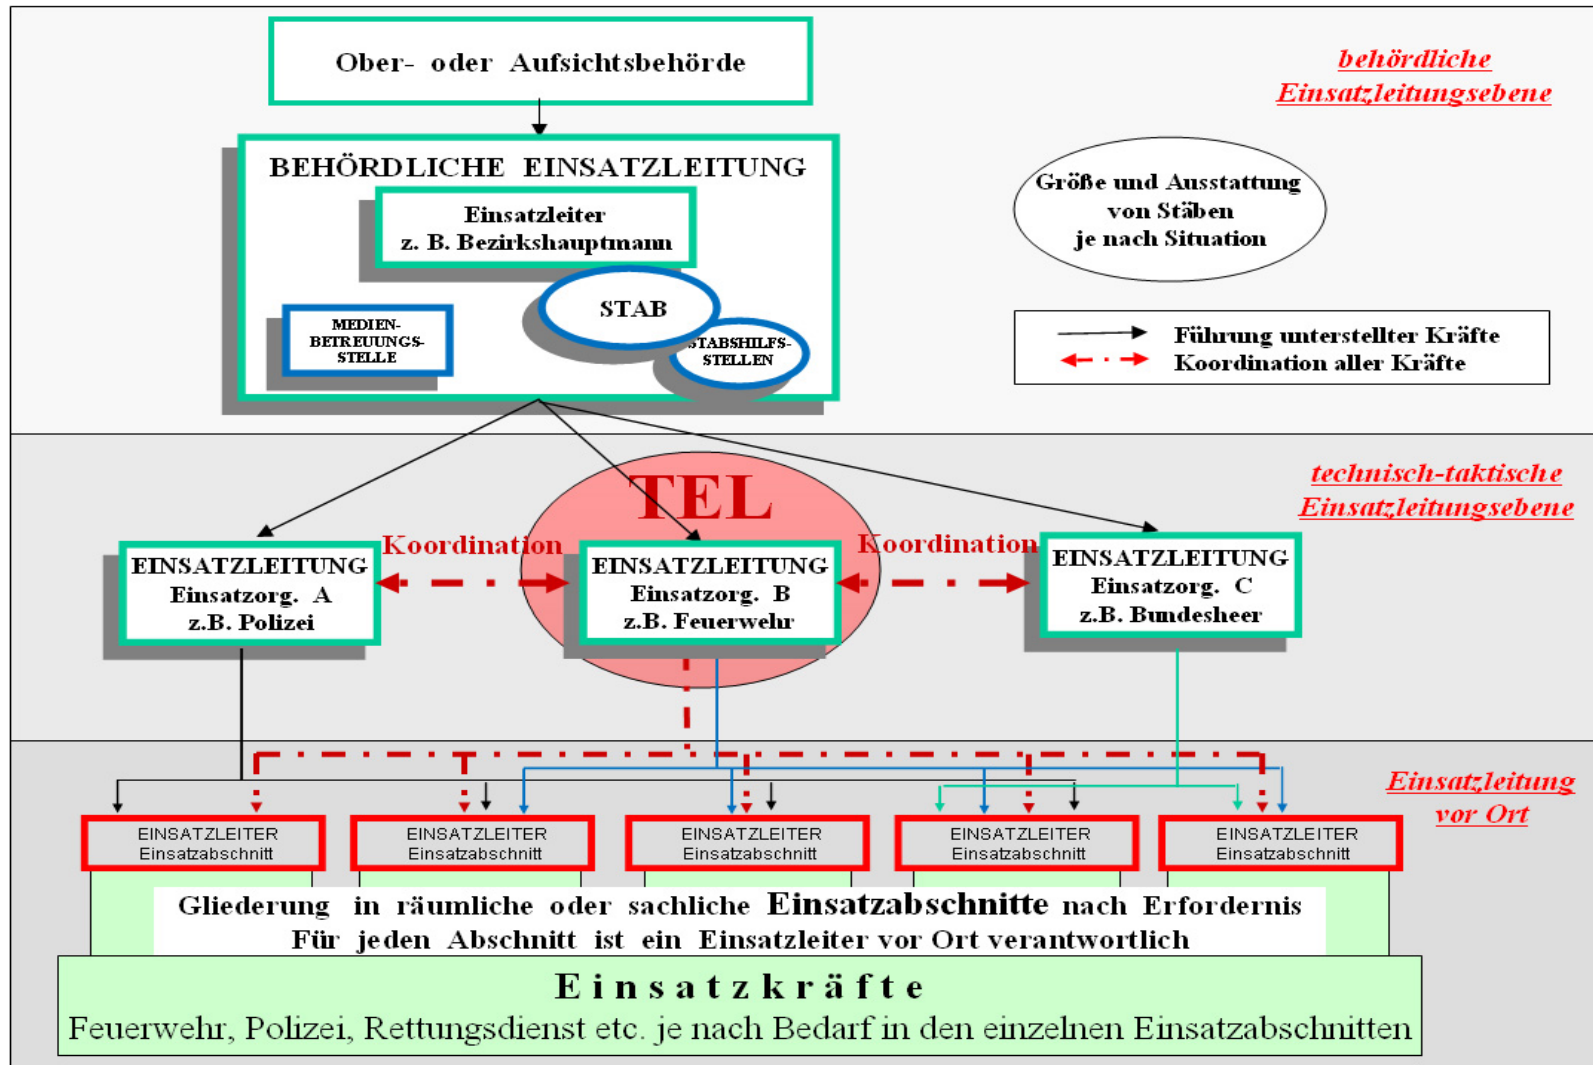 Ober- oder Aufsichtsbehörde
behördliche
Einsatzleitungsebene
BEHÖRDLICHE EINSATZLEITUNG
Einsatzleiter
z. B. Bezirkshauptmann
STAB
MEDIEN-
BETREUUNGS-
STELLE
STABSHILFS-
STELLEN
Größe und Ausstattung
von Stäben
je nach Situation
Führung unterstellter Kräfte
Koordination aller Kräfte
technisch-taktische
Einsatzleitungsebene
TEL
Koordination
Koordination
EINSATZLEITUNG
Einsatzorg. A
z.B. Polizei
EINSATZLEITUNG
Einsatzorg. B
z.B. Feuerwehr
EINSATZLEITUNG
Einsatzorg. C
z.B. Bundesheer
Einsatzleitung
vor Ort
EINSATZLEITER
Einsatzabschnitt
EINSATZLEITER
Einsatzabschnitt
EINSATZLEITER
Einsatzabschnitt
EINSATZLEITER
Einsatzabschnitt
EINSATZLEITER
Einsatzabschnitt
Gliederung in räumliche oder sachliche Einsatzabschnitte nach Erfordernis
Für jeden Abschnitt ist ein Einsatzleiter vor Ort verantwortlich
Einsatzkräfte
Feuerwehr, Polizei, Rettungsdienst etc. je nach Bedarf in den einzelnen Einsatzabschnitten